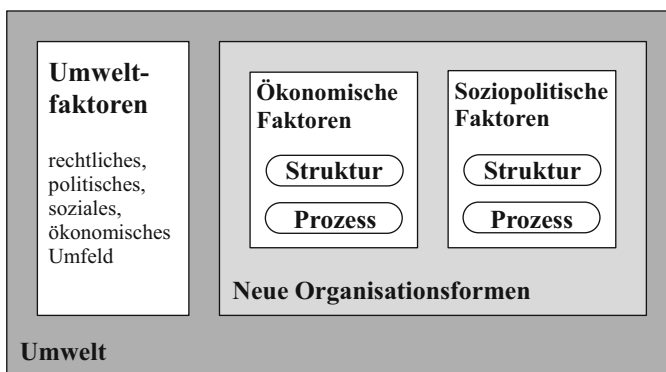 Umwelt-
faktoren
rechtliches,
politisches,
soziales,
ökonomisches
Umfeld
Ökonomische
Faktoren
Struktur
Prozess
Soziopolitische
Faktoren
Struktur
Prozess
Neue Organisationsformen
Umwelt